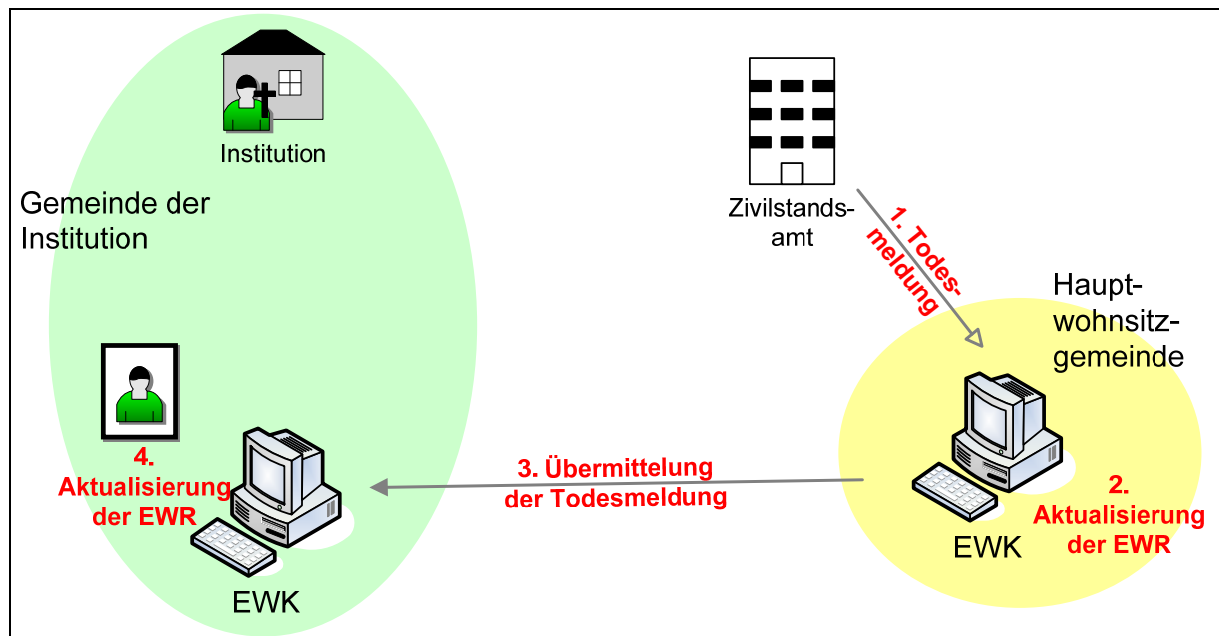 Institution
Gemeinde der
Institution
Zivilstands-
amt
1. Todes-
meldung
Haupt-
wohnsitz-
gemeinde
4.
Aktualisierung
der EWR
3. Übermittelung
der Todesmeldung
2.
Aktualisierung
der EWR
EWK
EWK